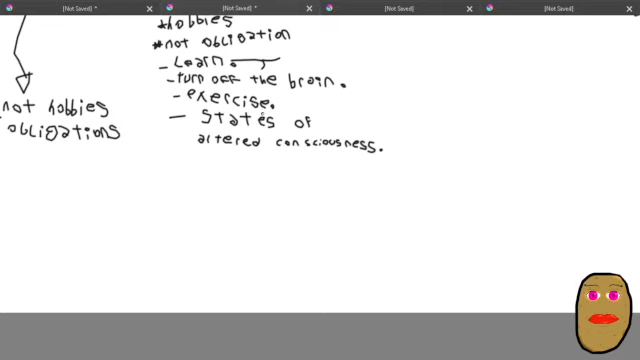 [Not Saved] *
[Not Saved] *
[Not Saved]
[Not Saved]
*hobbies
*not obligation
- Learn.
- turn off the brain.
- exercise.
- States of
altered consciousness.
not hobbies
obligations